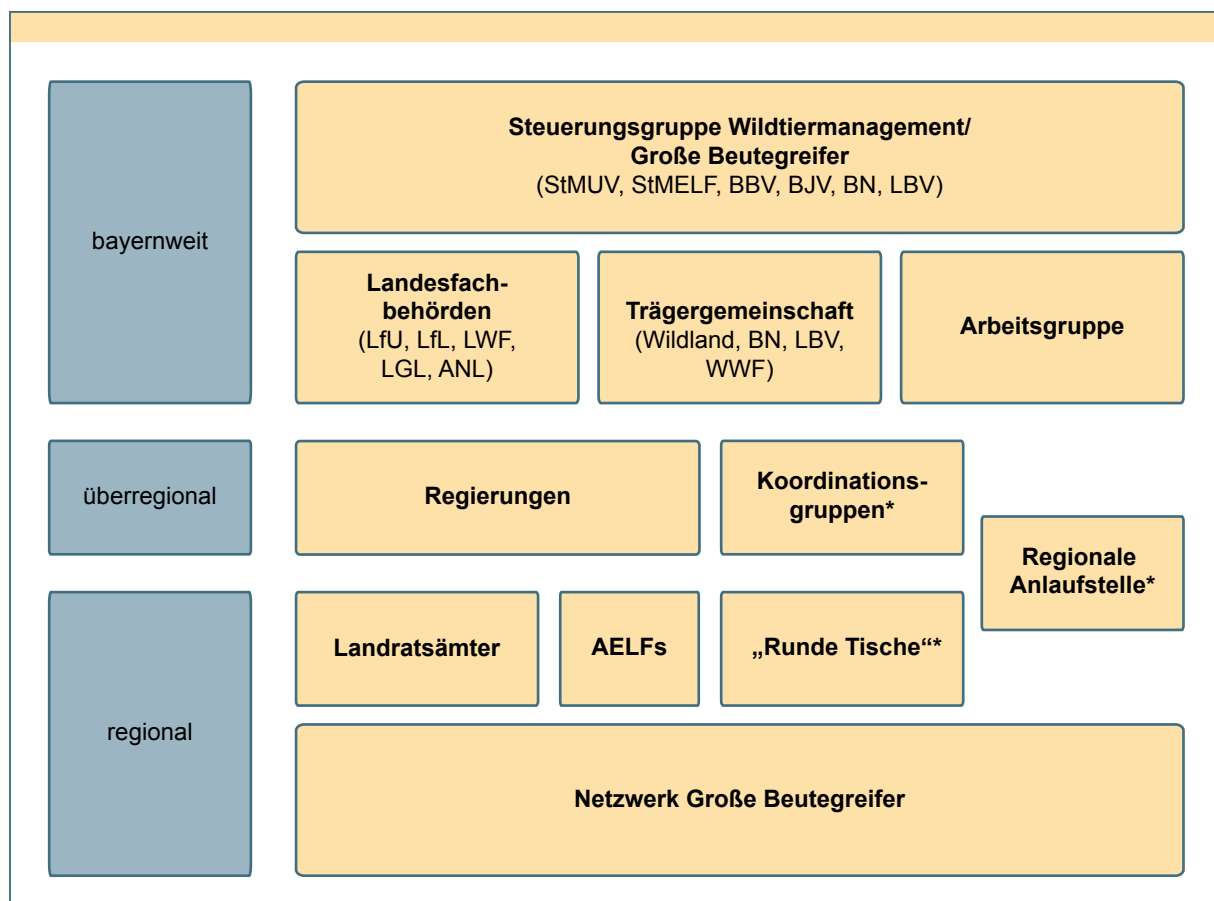 bayernweit
Steuerungsgruppe Wildtiermanagement/
Große Beutegreifer
(StMUV, StMELF, BBV, BJV, BN, LBV)
Landesfach-
behörden
(LfU, LfL, LWF,
LGL, ANL)
Trägergemeinschaft
(Wildland, BN, LBV,
WWF)
Arbeitsgruppe
überregional
Regierungen
Koordinations-
gruppen*
Regionale
Anlaufstelle*
regional
Landratsämter
AELFs
„Runde Tische“*
Netzwerk Große Beutegreifer